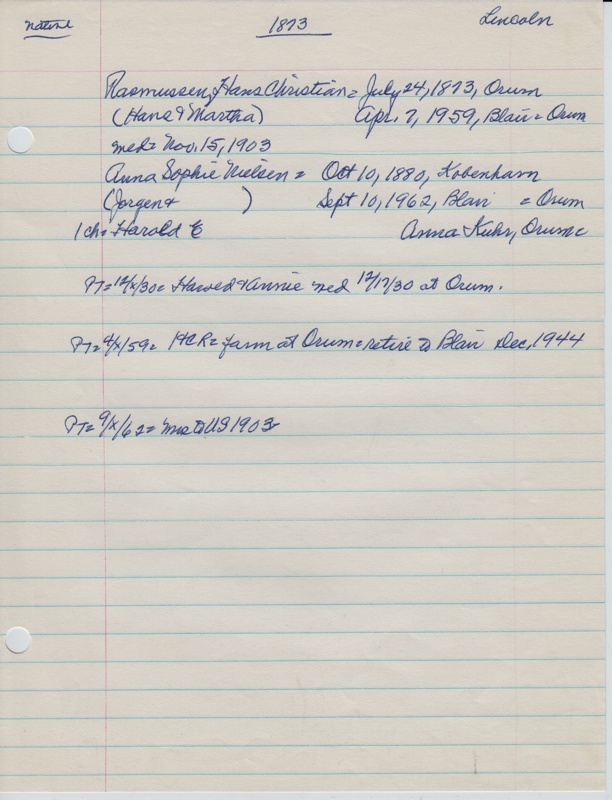 native 1873 Lincoln
Rasmussen, Hans Christian = July 24, 1873, Orum
(Hans & Martha) Apr. 7, 1959, Blair = Orum
med = Nov. 15, 1903
Anna Sophie Nielsen = Oct 10, 1880, Kobenham
(Jorgen & ) Sept 10, 1962, Blair = Orum
1 ch = Harold E Anna Kuhr, Orum c
PT = 12/x/30 = Harold & Annie med 12/17/30 at Orum.
PT = 4/x/59 = HCR = farm at Orum = retire to Blair Dec, 1944
PT = 9/x/62 = to US 1903